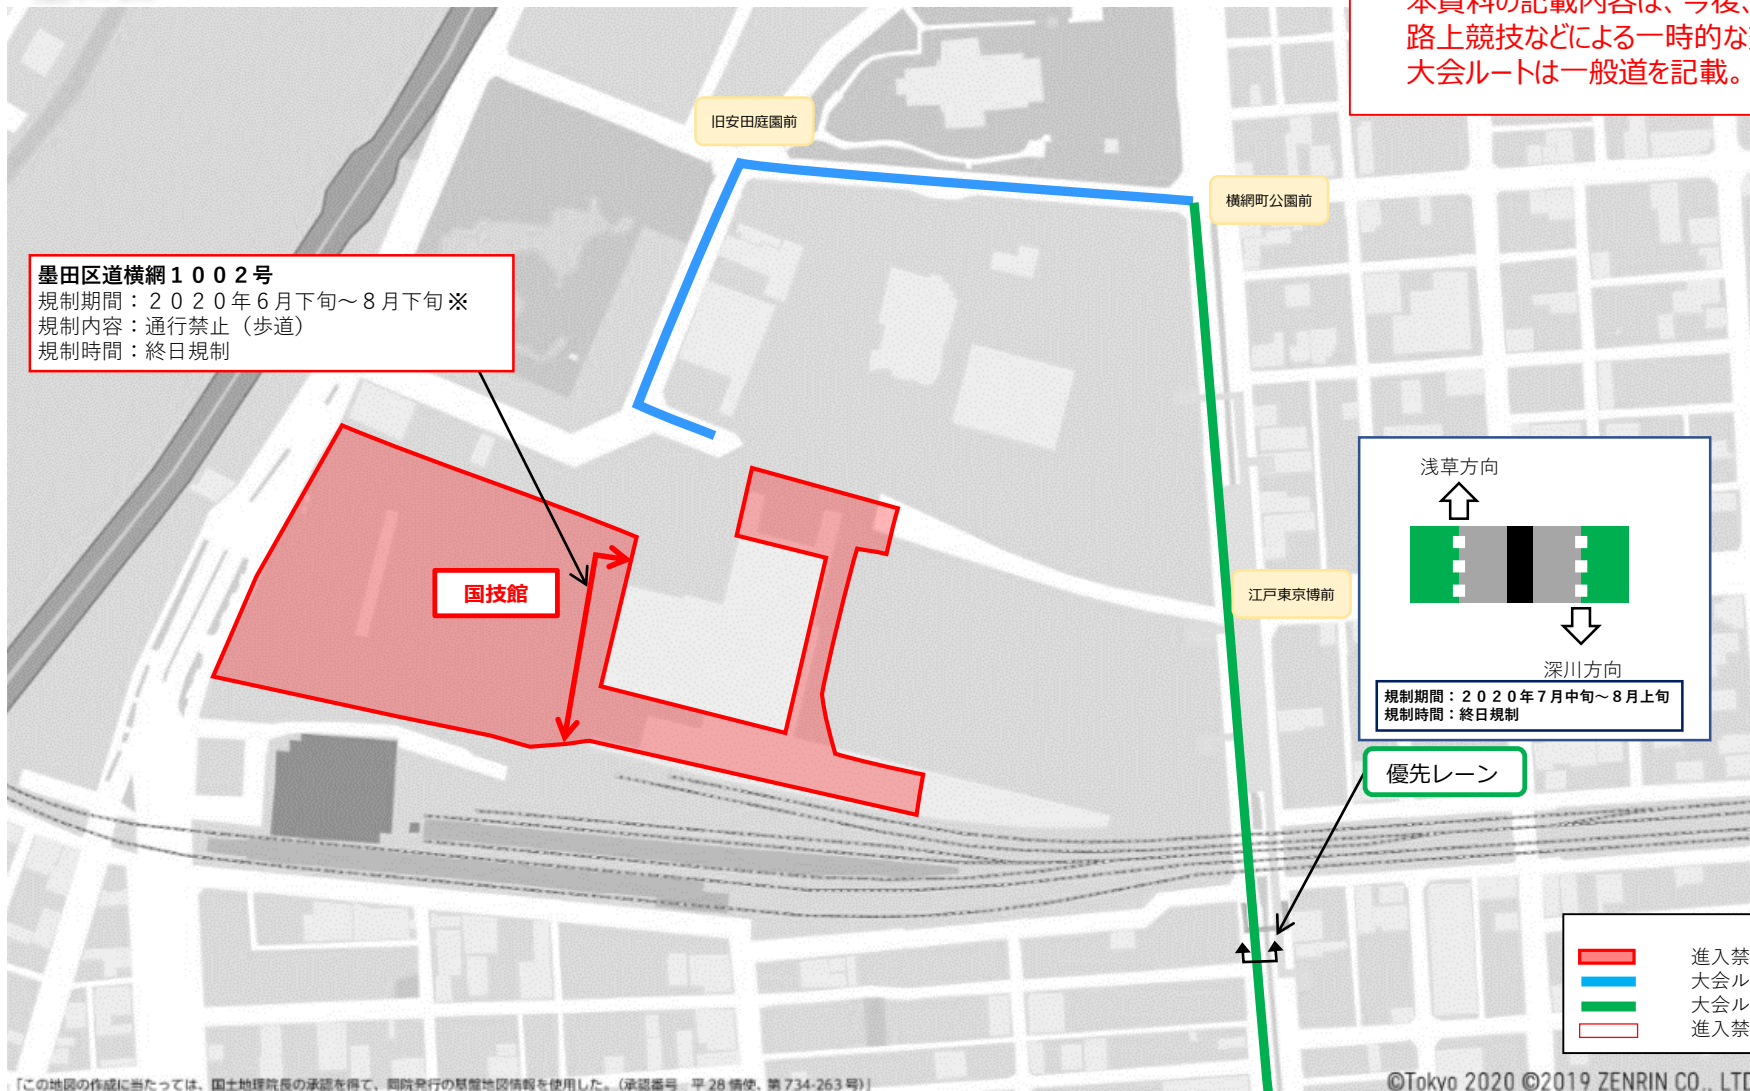 本資料の記載内容は、今後、
路上競技などによる一時的な
大会ルートは一般道を記載。
旧安田庭園前
横網町公園前
墨田区道横網１００２号
規制期間：２０２０年６月下旬～８月下旬※
規制内容：通行禁止（歩道）
規制時間：終日規制
国技館
江戸東京博前
浅草方向
深川方向
規制期間：２０２０年７月中旬～８月上旬
規制時間：終日規制
優先レーン
進入禁
大会ル
大会ル
進入禁
「この地図の作成に当たっては、国土地理院長の承認を得て、同院発行の基盤地図情報を使用した。（承認番号　平 28 情使、第 734-263 号）」
©Tokyo 2020 ©2019 ZENRIN CO., LTD